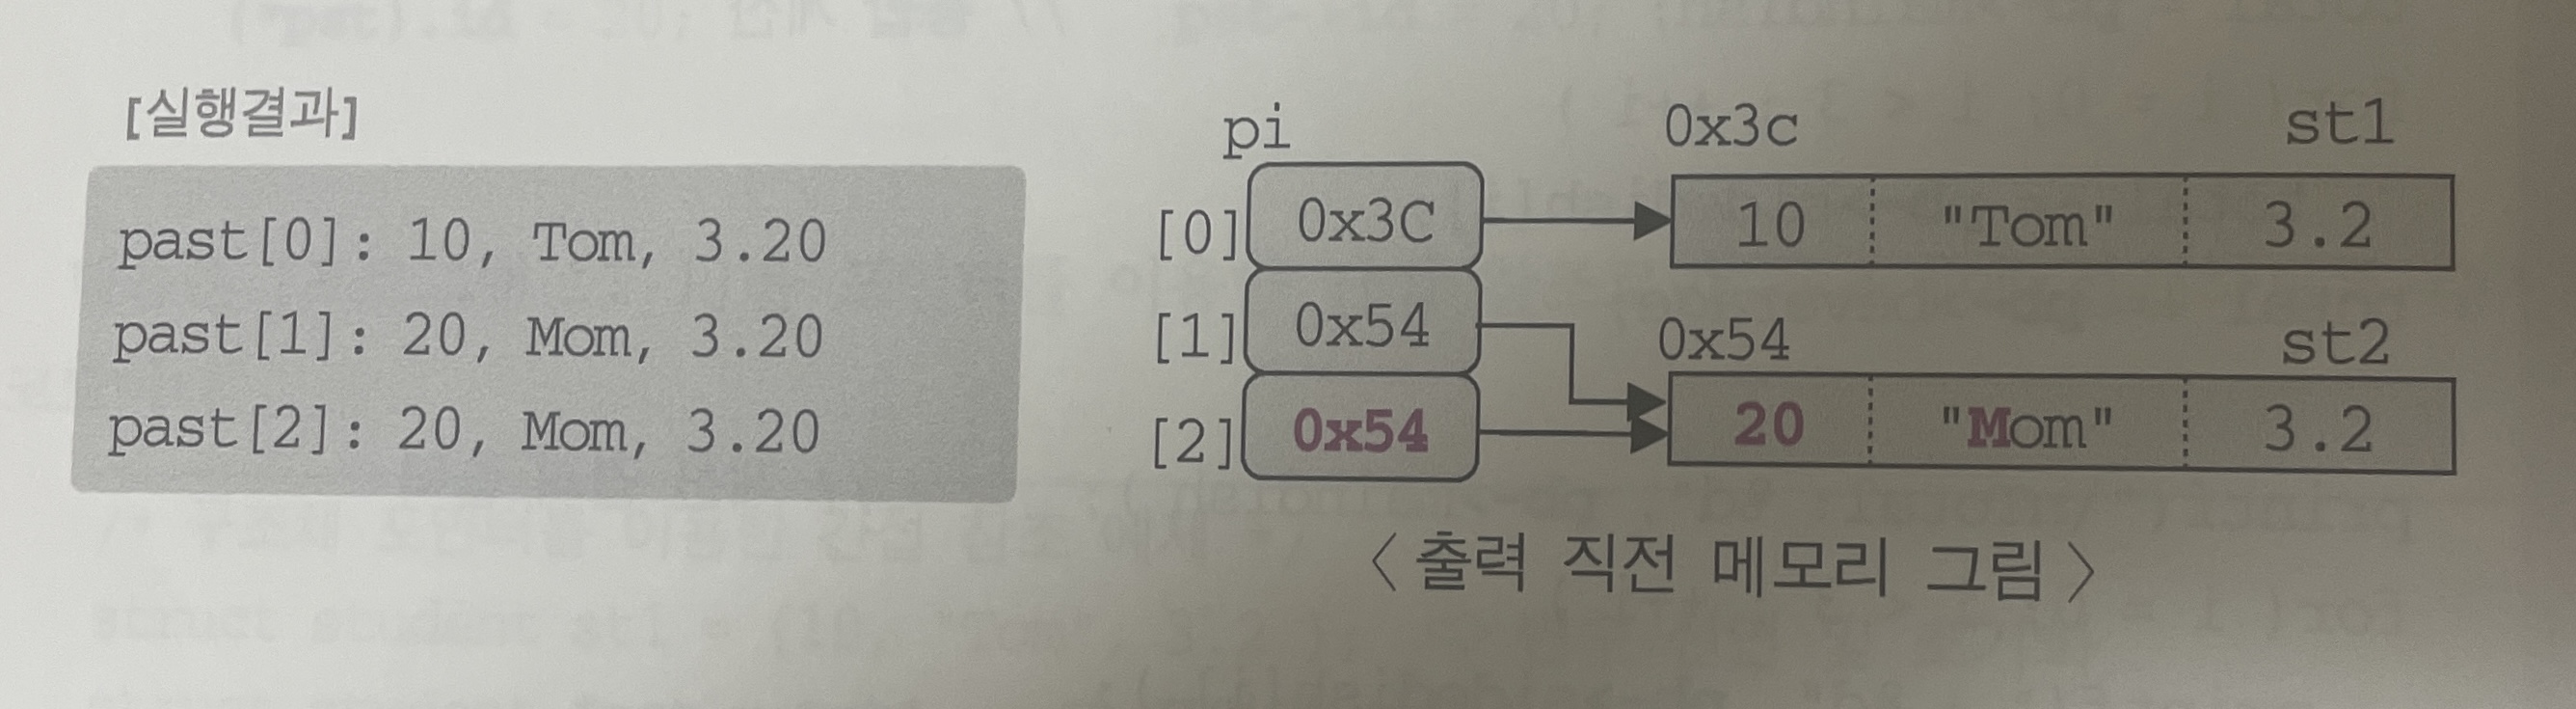 [실행결과]
past[0]: 10, Tom, 3.20
past[1]: 20, Mom, 3.20
past[2]: 20, Mom, 3.20
pi
0x3c st1
[0] 0x3C 10 "Tom" 3.2
[1] 0x54
0x54 st2
[2] 0x54 20 "Mom" 3.2
〈 출력 직전 메모리 그림 〉